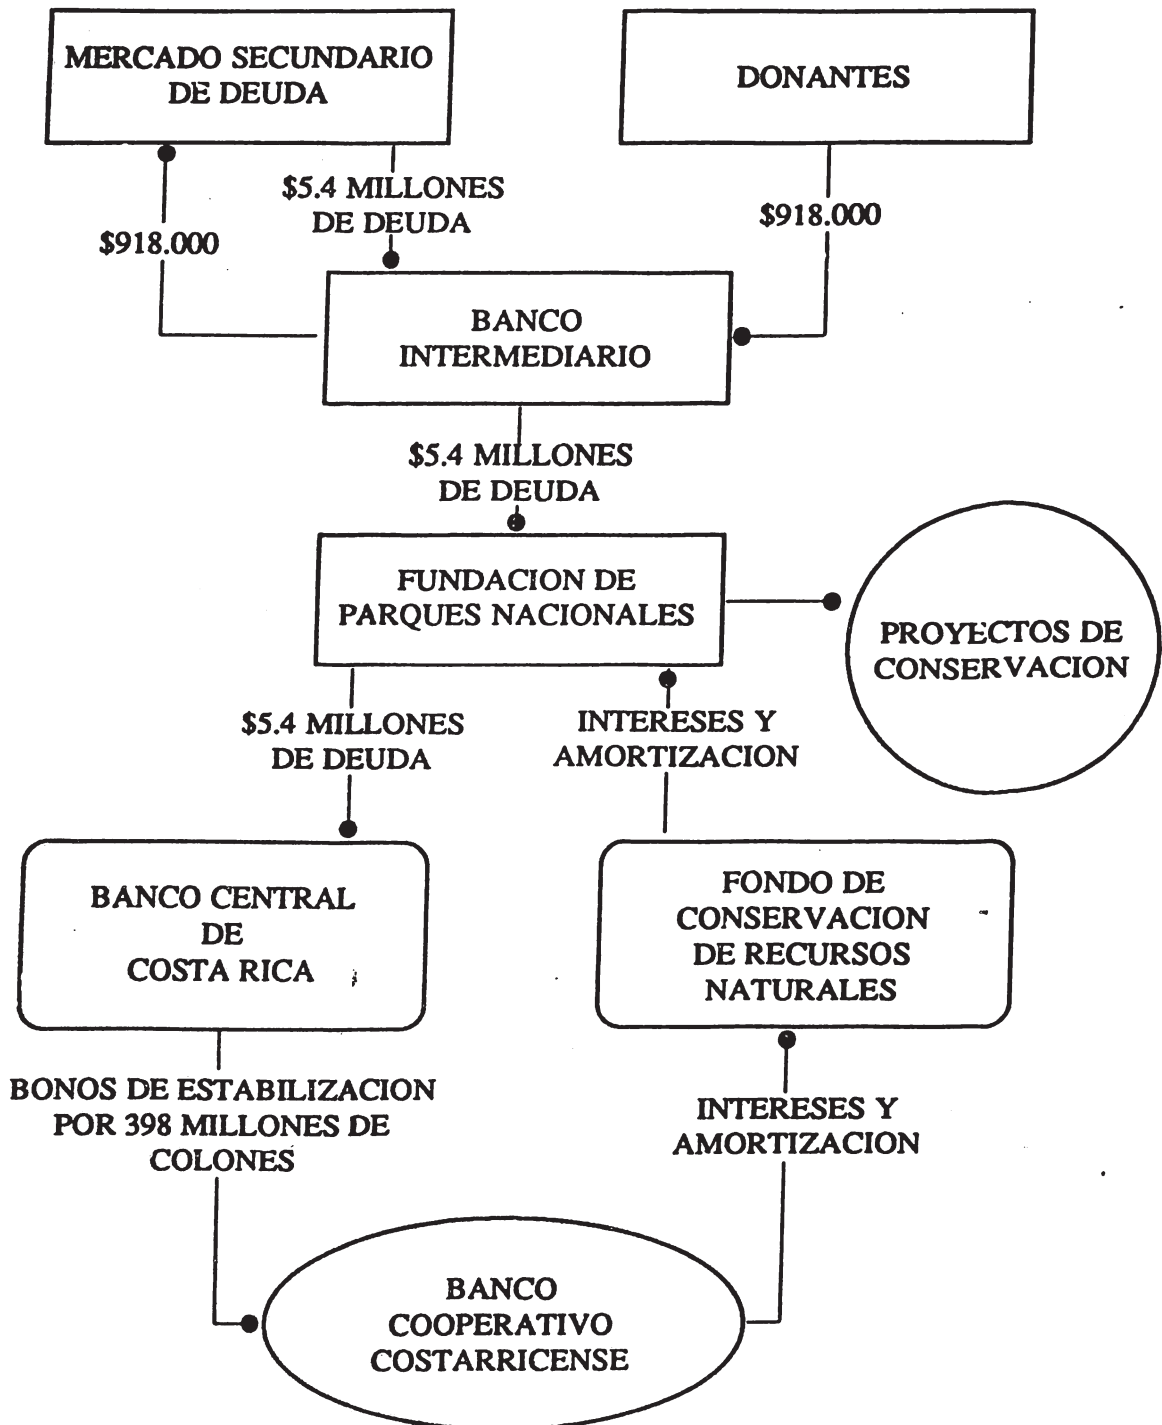 MERCADO SECUNDARIO
DE DEUDA
DONANTES
$5.4 MILLONES
DE DEUDA
$918.000
$918.000
BANCO
INTERMEDIARIO
$5.4 MILLONES
DE DEUDA
FUNDACION DE
PARQUES NACIONALES
PROYECTOS DE
CONSERVACION
$5.4 MILLONES
DE DEUDA
INTERESES Y
AMORTIZACION
BANCO CENTRAL
DE
COSTA RICA
FONDO DE
CONSERVACION
DE RECURSOS
NATURALES
BONOS DE ESTABILIZACION
POR 398 MILLONES DE
COLONES
INTERESES Y
AMORTIZACION
BANCO
COOPERATIVO
COSTARRICENSE